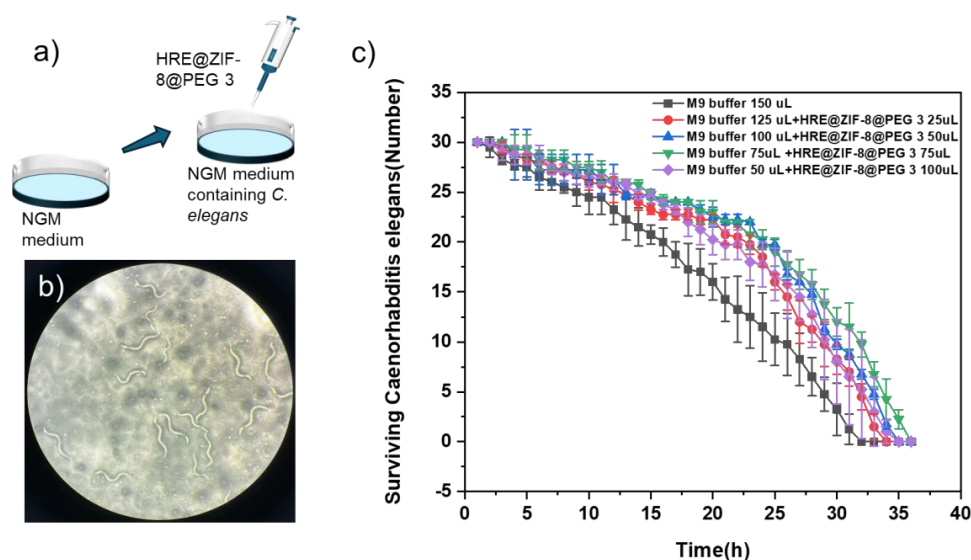 a)
HRE@ZIF-
8@PEG 3
NGM
medium
NGM medium
containing C.
elegans
b)
c)
M9 buffer 150 uL
M9 buffer 125 uL+HRE@ZIF-8@PEG 3 25uL
M9 buffer 100 uL+HRE@ZIF-8@PEG 3 50uL
M9 buffer 75uL +HRE@ZIF-8@PEG 3 75uL
M9 buffer 50 uL+HRE@ZIF-8@PEG 3 100uL
Surviving Caenorhabditis elegans(Number)
35
30
25
20
15
10
5
0
-5
0 5 10 15 20 25 30 35 40
Time(h)